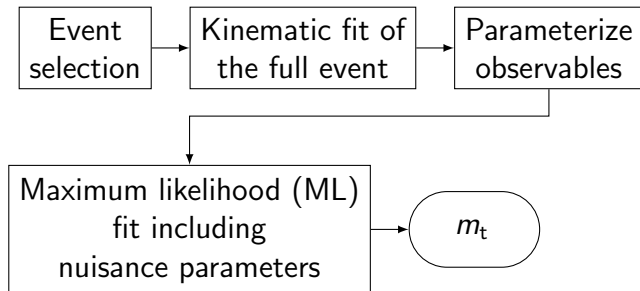 Event
selection
Kinematic fit of
the full event
Parameterize
observables
Maximum likelihood (ML)
fit including
nuisance parameters
mt